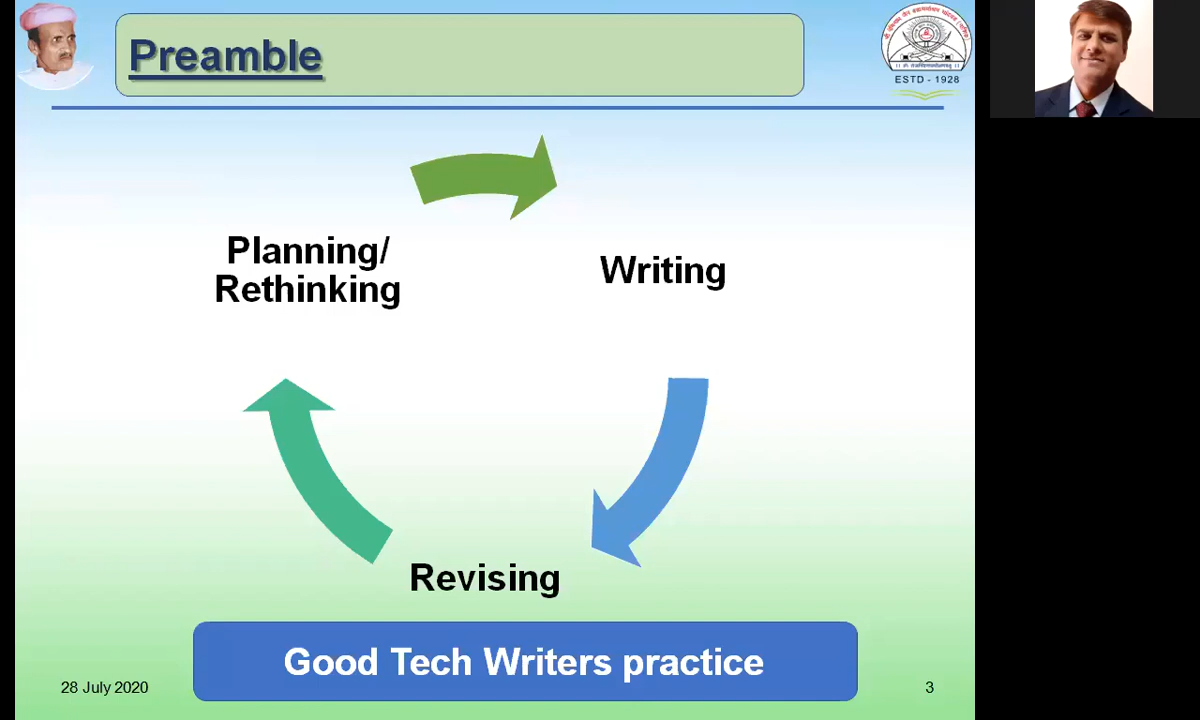 Preamble
ESTD - 1928
Planning/
Rethinking
Writing
Revising
Good Tech Writers practice
28 July 2020
3